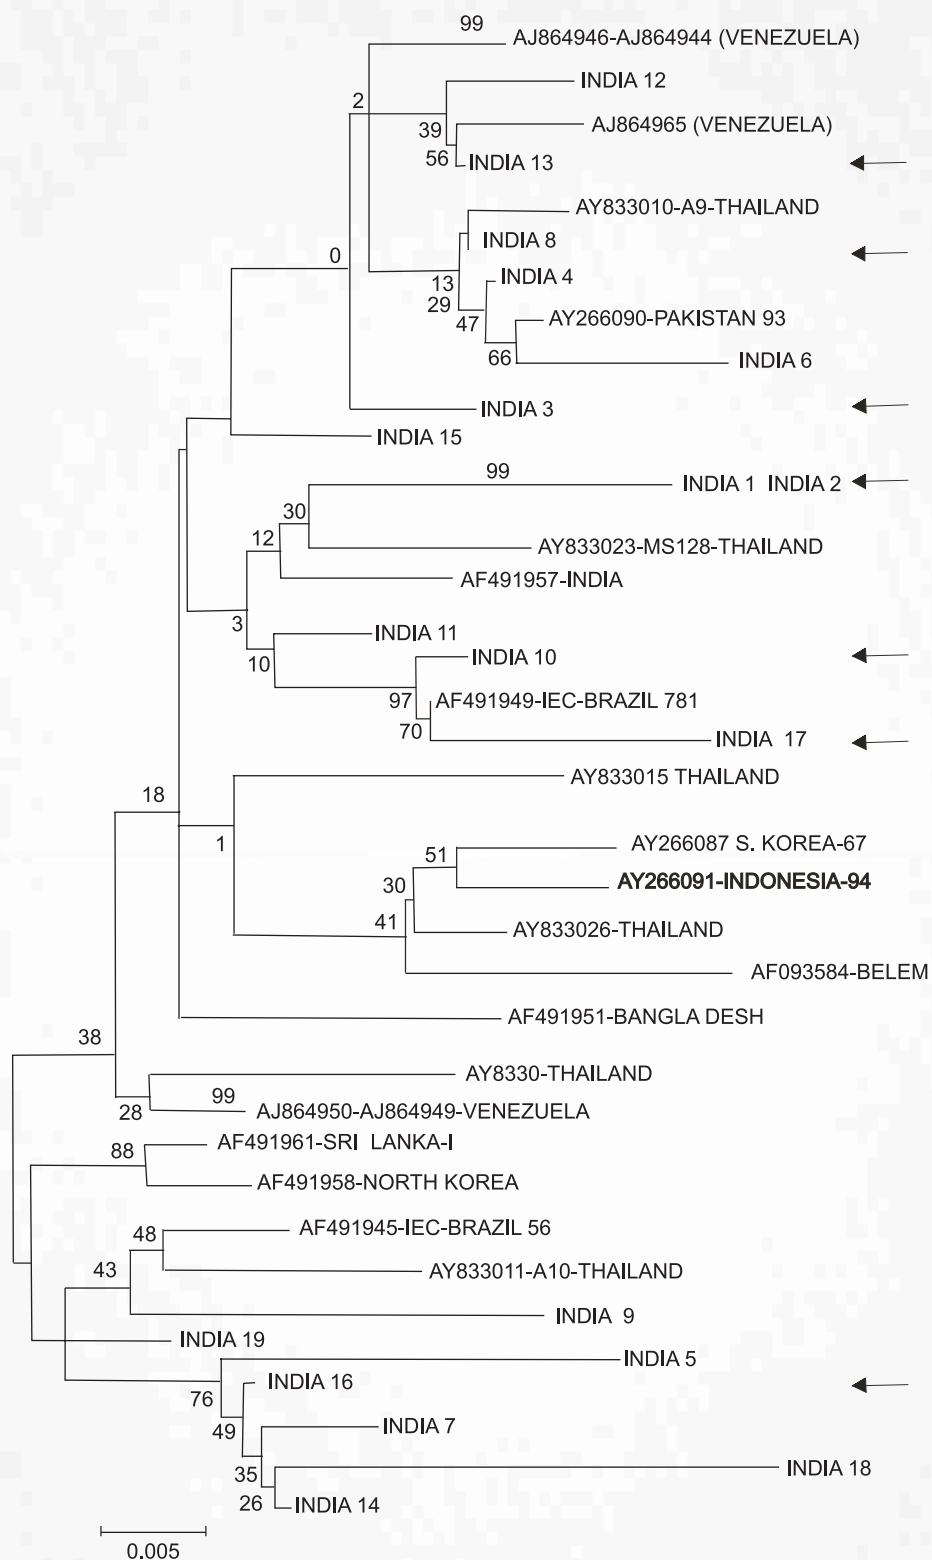 99
AJ864946-AJ864944 (VENEZUELA)
INDIA 12
2
39
AJ864965 (VENEZUELA)
56
INDIA 13
AY833010-A9-THAILAND
INDIA 8
0
13
INDIA 4
29
47
AY266090-PAKISTAN 93
66
INDIA 6
INDIA 3
INDIA 15
99
INDIA 1 INDIA 2
30
12
AY833023-MS128-THAILAND
AF491957-INDIA
3
INDIA 11
10
INDIA 10
97
AF491949-IEC-BRAZIL 781
70
INDIA 17
18
AY833015 THAILAND
1
AY266087 S. KOREA-67
51
AY266091-INDONESIA-94
30
41
AY833026-THAILAND
AF093584-BELEM
AF491951-BANGLA DESH
38
AY8330-THAILAND
99
28
AJ864950-AJ864949-VENEZUELA
AF491961-SRI LANKA-I
88
AF491958-NORTH KOREA
48
AF491945-IEC-BRAZIL 56
43
AY833011-A10-THAILAND
INDIA 9
INDIA 19
INDIA 5
76
INDIA 16
49
INDIA 7
35
INDIA 18
26
INDIA 14
0.005